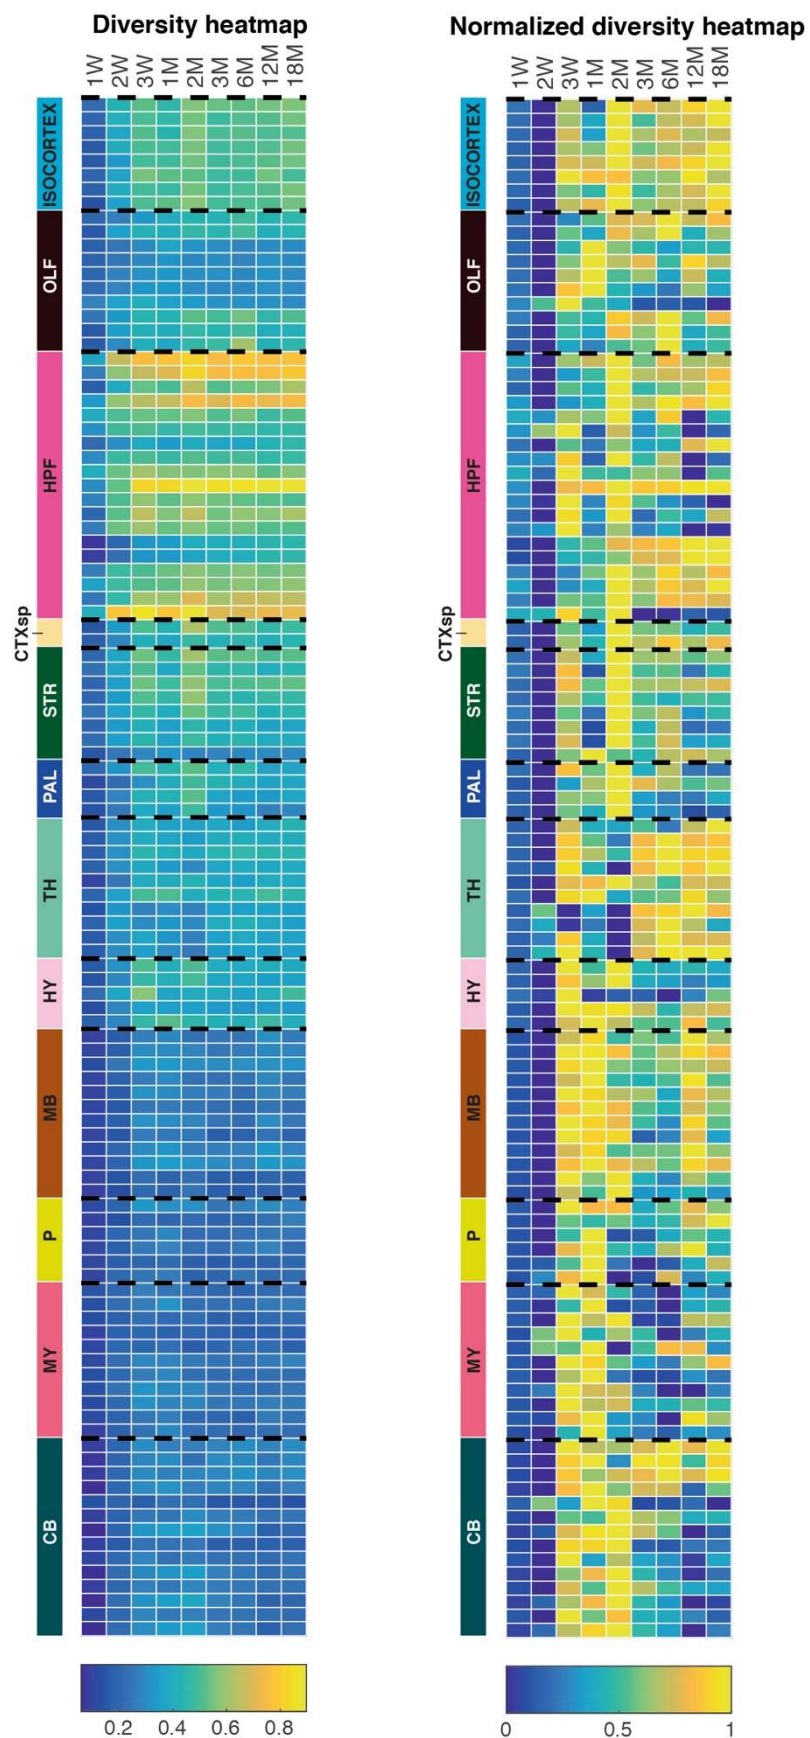 Diversity heatmap
1W 2W 3W 1M 2M 3M 6M 12M 18M
ISOCORTEX
OLF
HPF
CTXsp
STR
PAL
TH
HY
MB
P
MY
CB
0.2 0.4 0.6 0.8
Normalized diversity heatmap
1W 2W 3W 1M 2M 3M 6M 12M 18M
ISOCORTEX
OLF
HPF
CTXsp
STR
PAL
TH
HY
MB
P
MY
CB
0 0.5 1